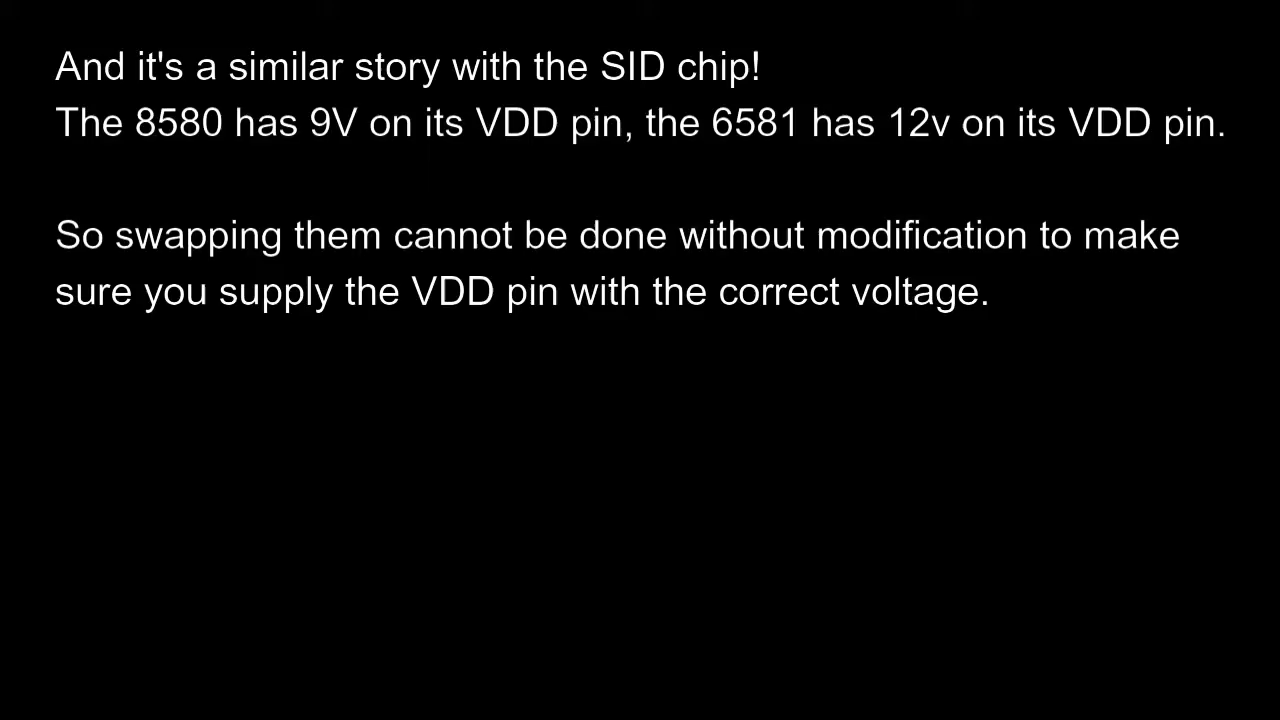 And it's a similar story with the SID chip!
The 8580 has 9V on its VDD pin, the 6581 has 12v on its VDD pin.
So swapping them cannot be done without modification to make
sure you supply the VDD pin with the correct voltage.